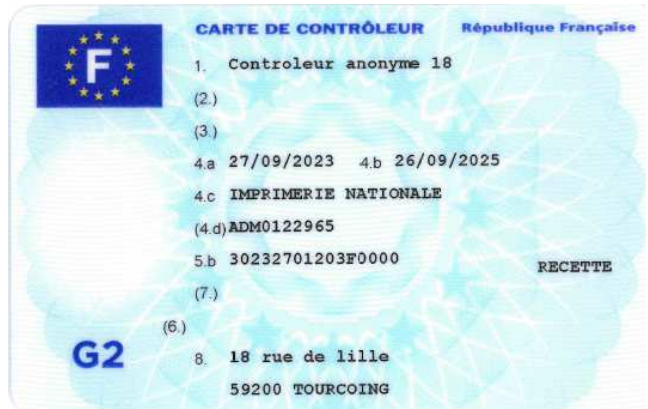 CARTE DE CONTRÔLEUR République Française
F
1. Controleur anonyme 18
(2.)
(3.)
4.a 27/09/2023 4.b 26/09/2025
4.c IMPRIMERIE NATIONALE
(4.d) ADM0122965
5.b 30232701203F0000
RECETTE
(7.)
(6.)
G2
8. 18 rue de lille
59200 TOURCOING